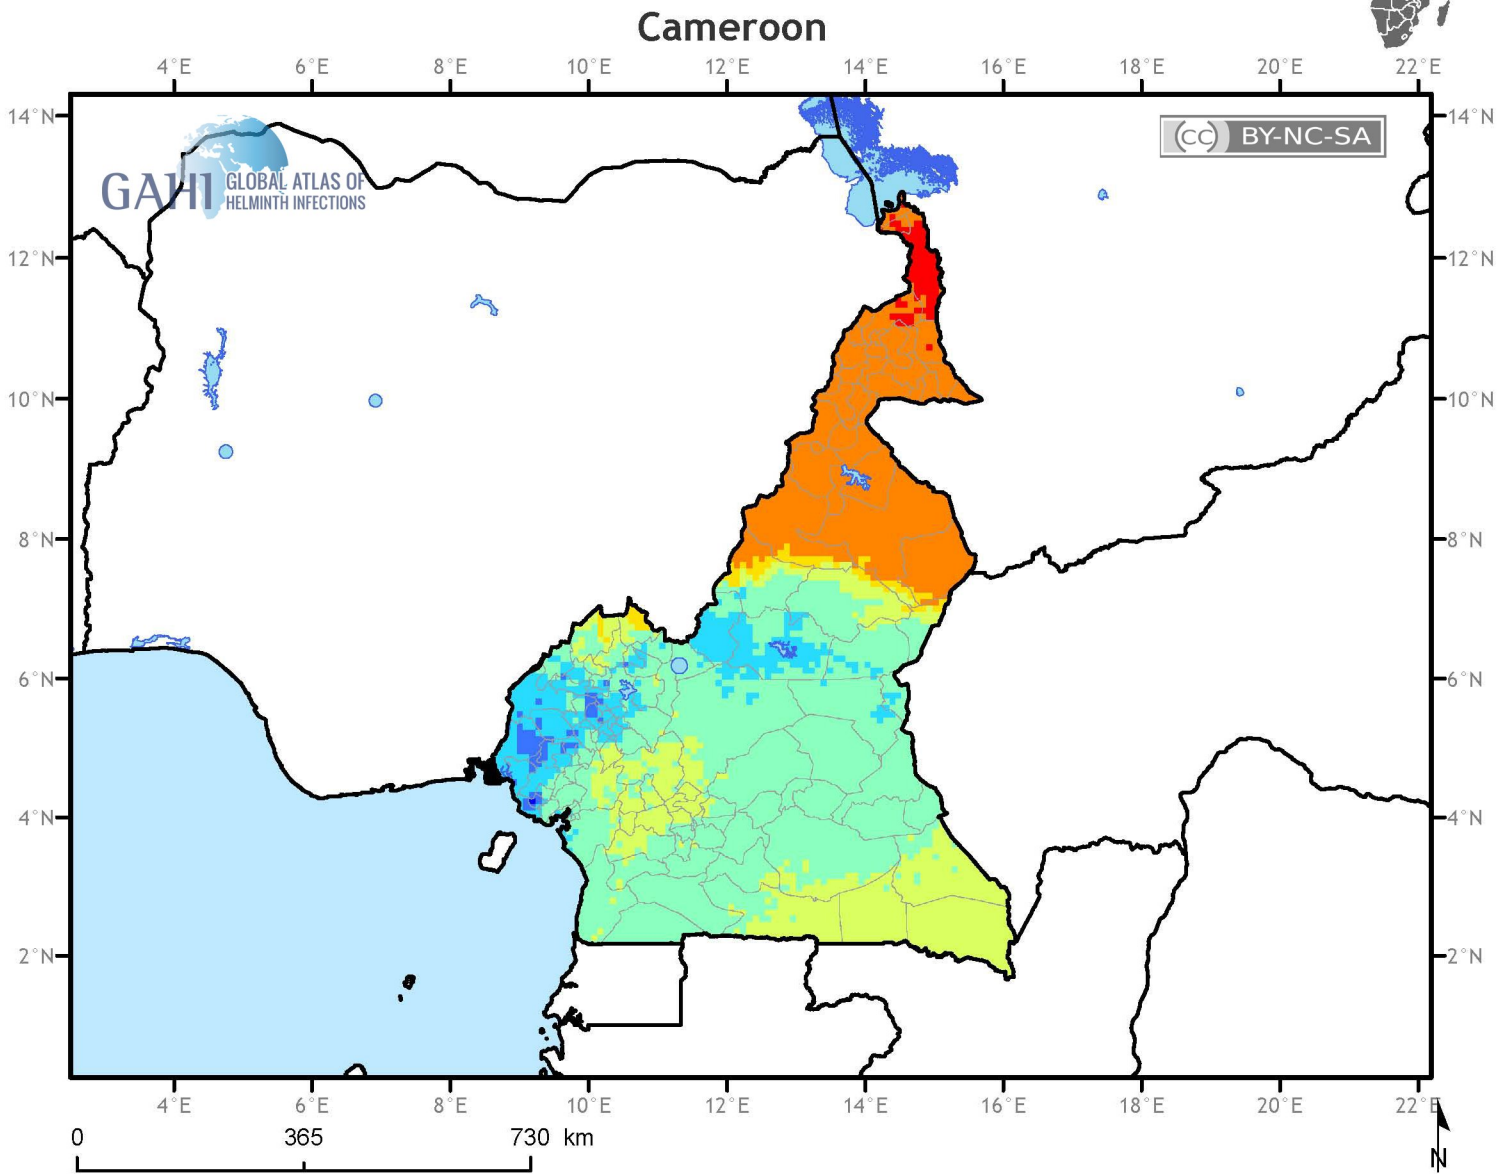 Cameroon
4°E 6°E 8°E 10°E 12°E 14°E 16°E 18°E 20°E 22°E
14°N 14°N
GAHI GLOBAL ATLAS OF
HELMINTH INFECTIONS
CC BY-NC-SA
12°N 12°N
10°N 10°N
8°N 8°N
6°N 6°N
4°N 4°N
2°N 2°N
4°E 6°E 8°E 10°E 12°E 14°E 16°E 18°E 20°E 22°E
0 365 730 km
N